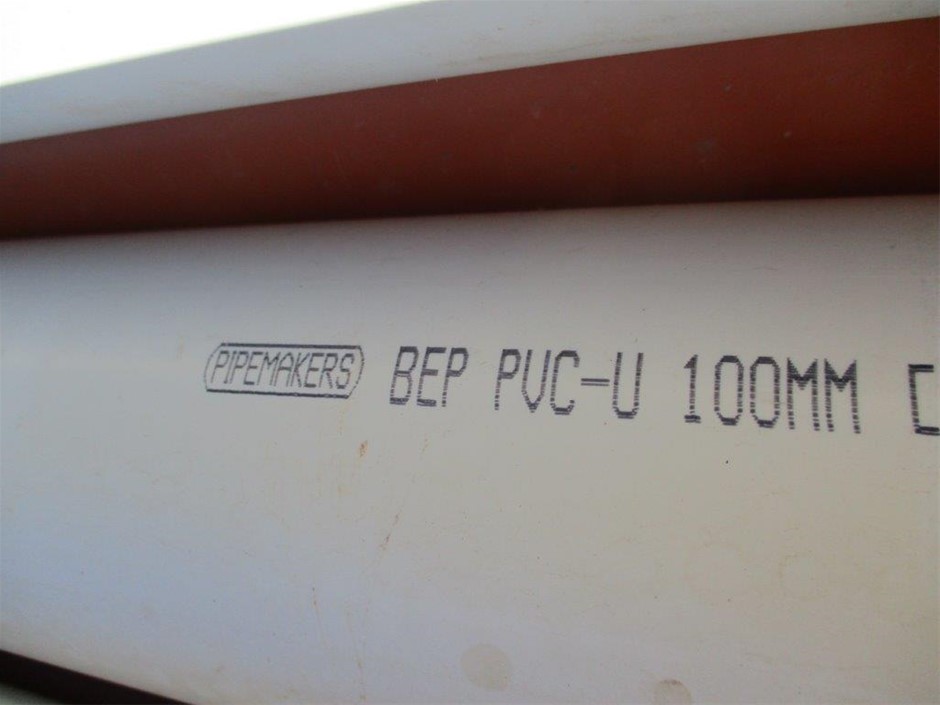 PIPEMAKERS BEP PVC-U 100MM